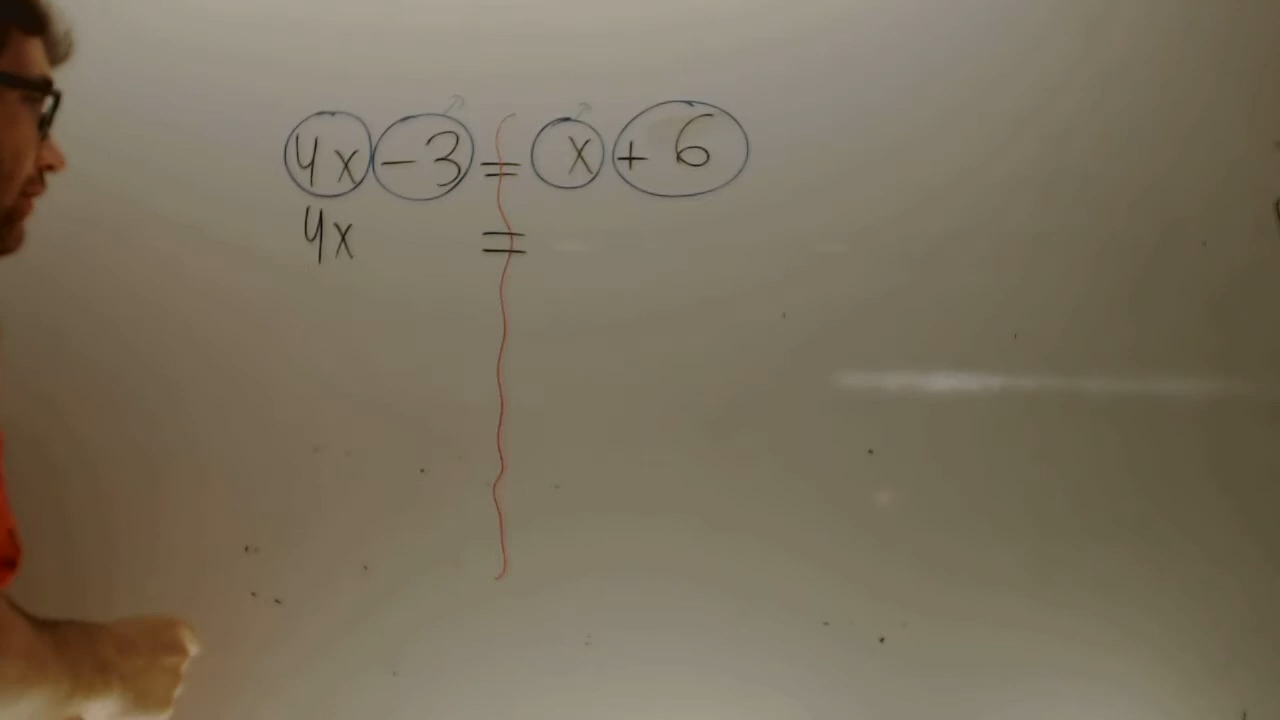 4x - 3 = x + 6
4x =